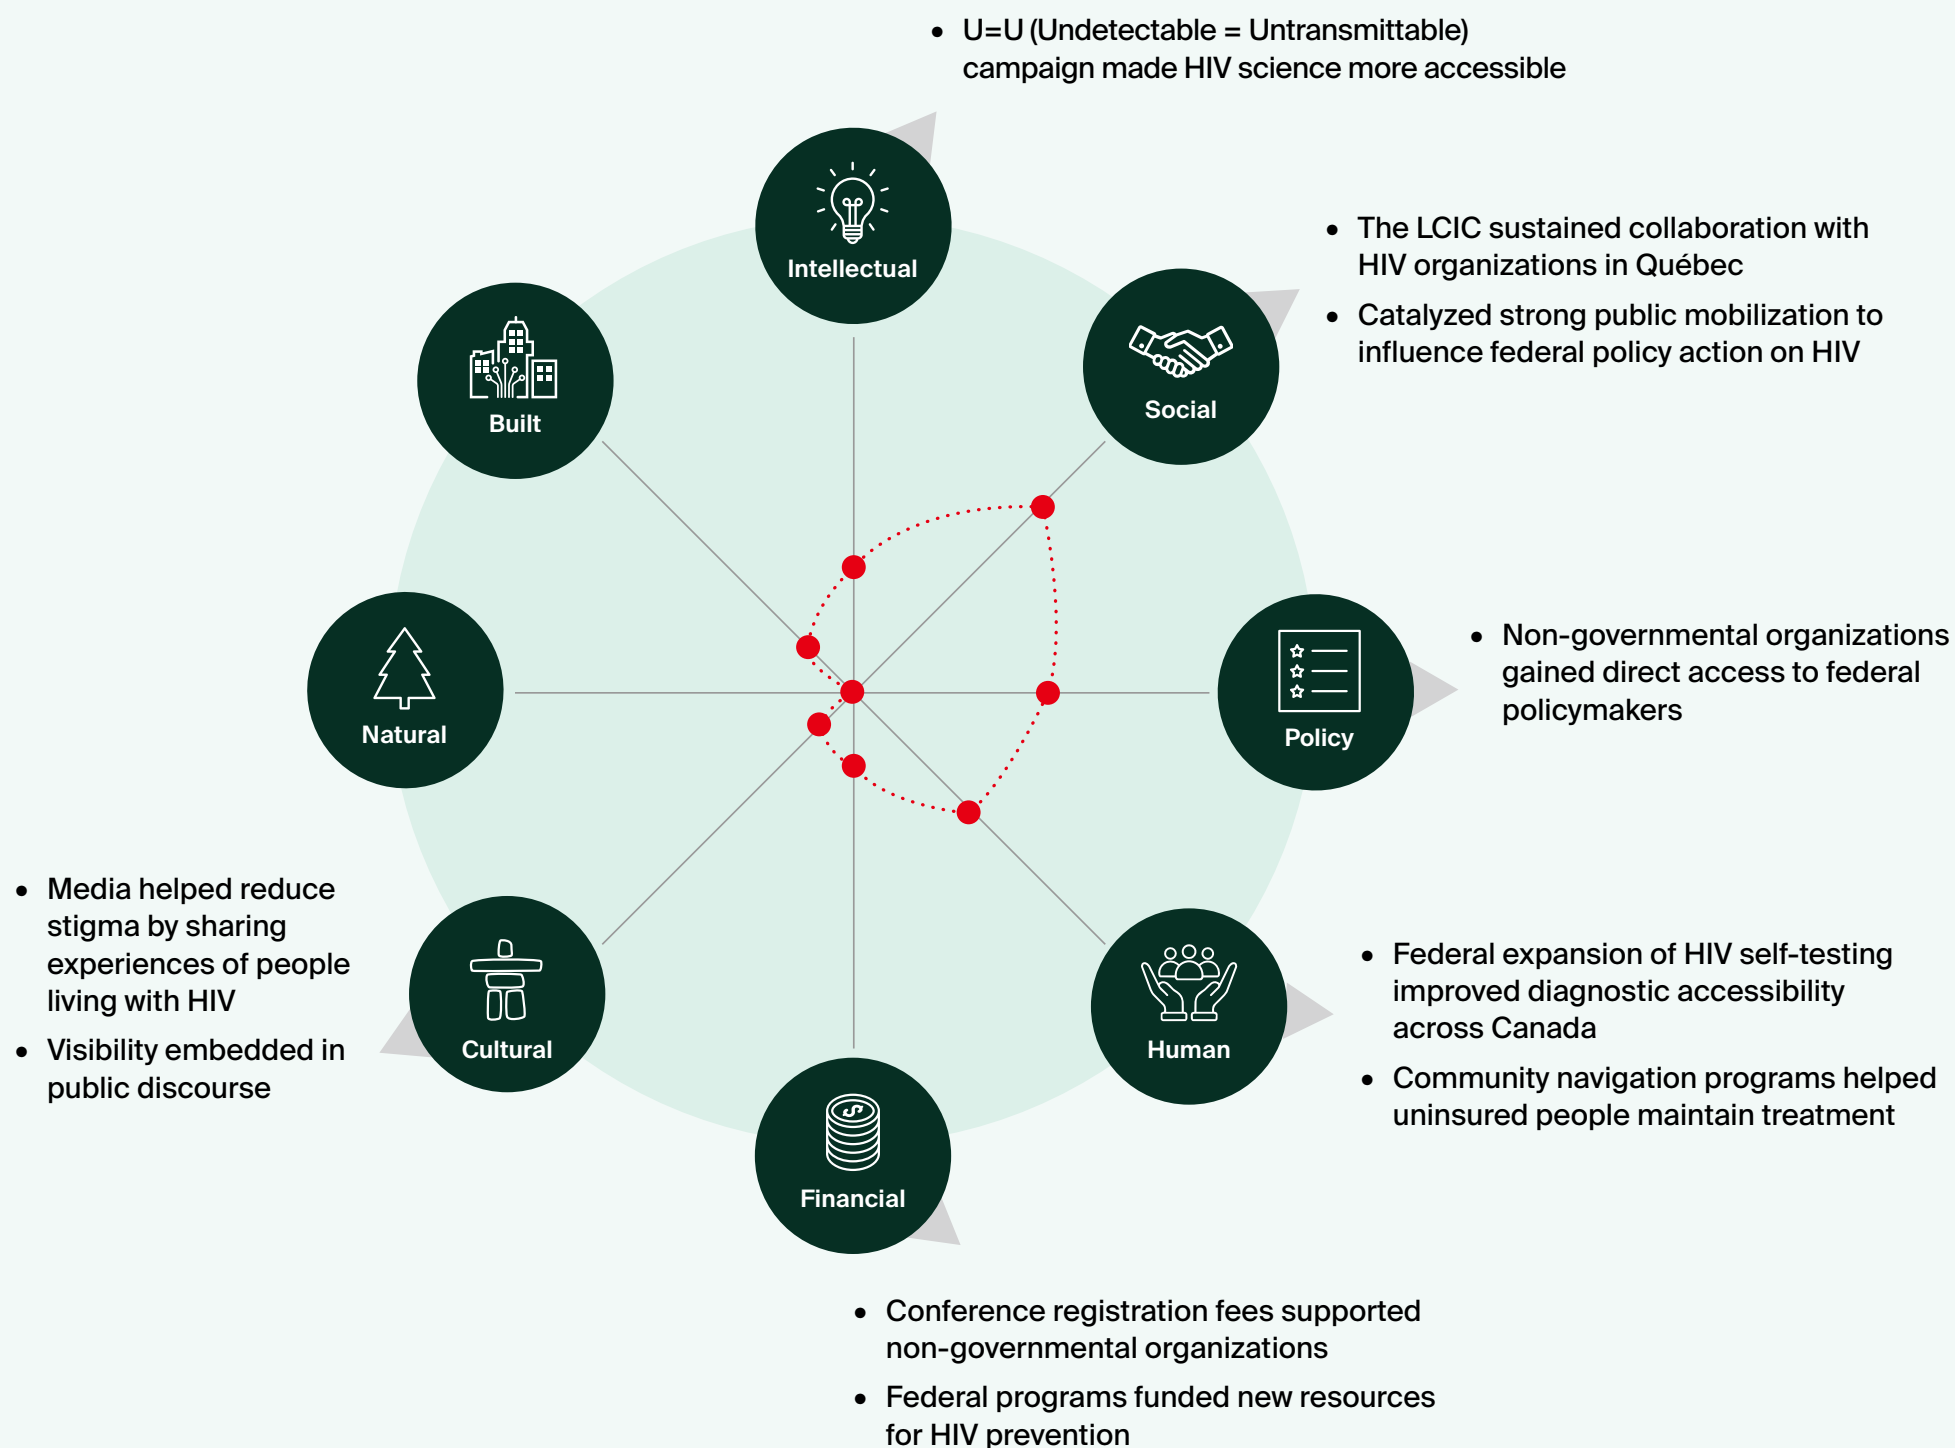 • U=U (Undetectable = Untransmittable)
campaign made HIV science more accessible
Intellectual
• The LCIC sustained collaboration with
HIV organizations in Québec
• Catalyzed strong public mobilization to
influence federal policy action on HIV
Social
Built
• Non-governmental organizations
gained direct access to federal
policymakers
Policy
Natural
• Media helped reduce
stigma by sharing
experiences of people
living with HIV
• Visibility embedded in
public discourse
Cultural
• Federal expansion of HIV self-testing
improved diagnostic accessibility
across Canada
• Community navigation programs helped
uninsured people maintain treatment
Human
$
Financial
• Conference registration fees supported
non-governmental organizations
• Federal programs funded new resources
for HIV prevention